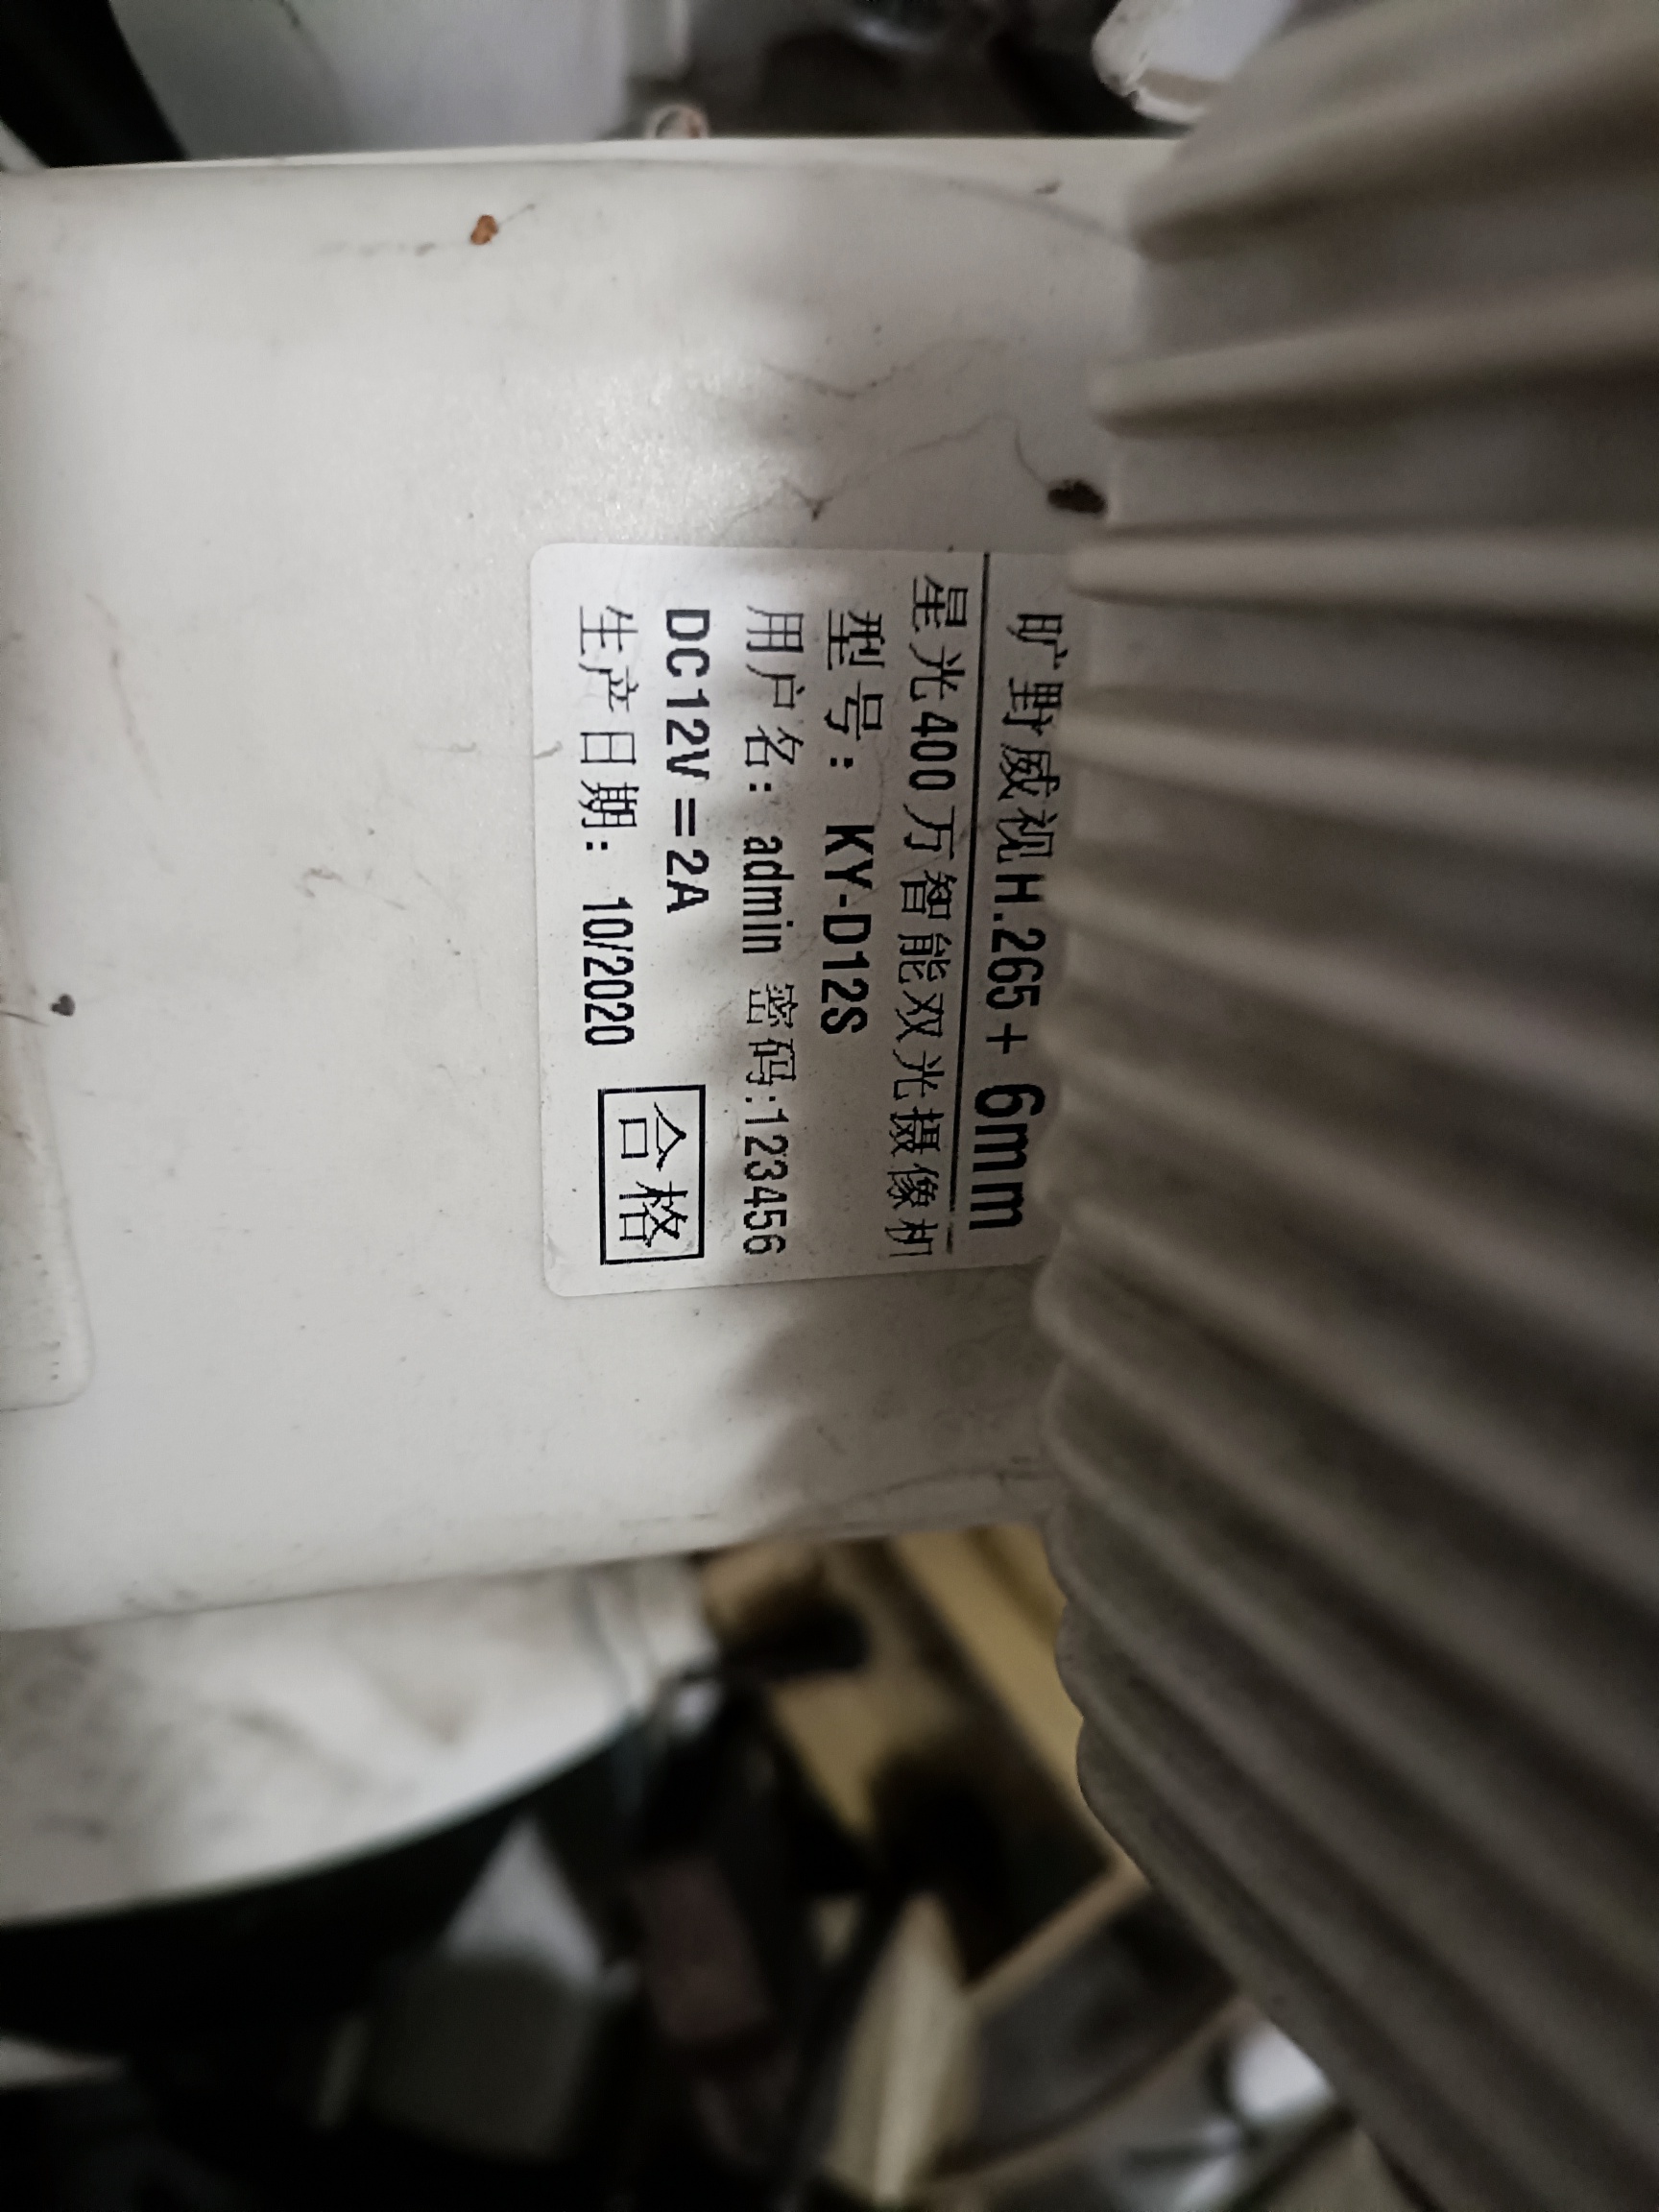 旷野威视H.265+ 6mm
星光400万智能双光摄像机
型号：KY-D12S
用户名：admin 密码:123456
DC12V=2A
生产日期：10/2020
合格